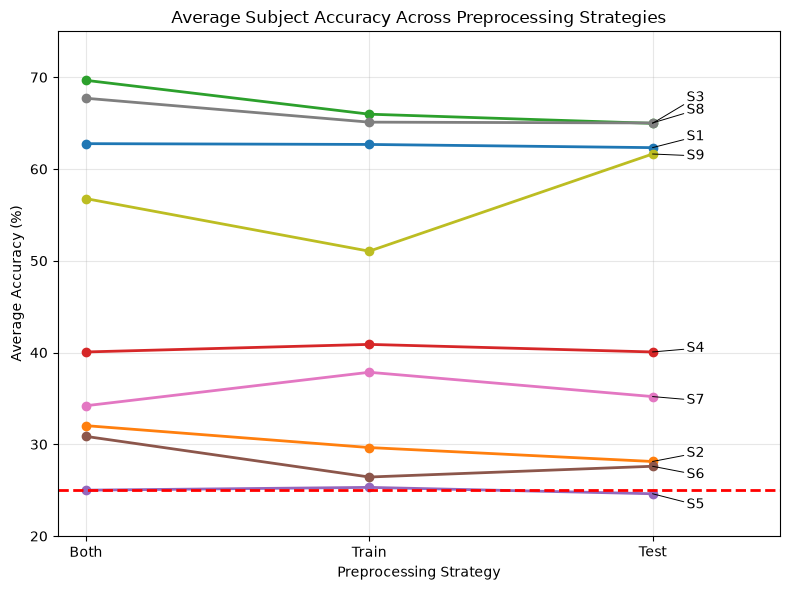 Average Subject Accuracy Across Preprocessing Strategies
70
60
50
40
30
20
Average Accuracy (%)
S3
S8
S1
S9
S4
S7
S2
S6
S5
Both Train Test
Preprocessing Strategy